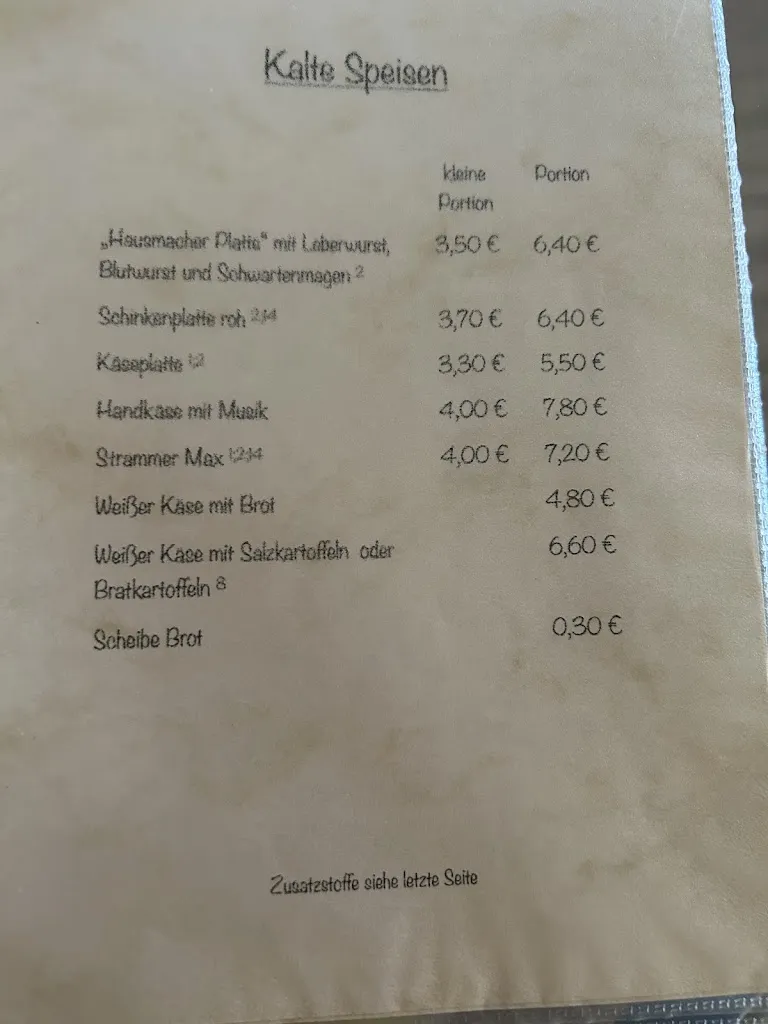 Kalte Speisen
kleine Portion
Portion
„Hausmacher Platte“ mit Leberwurst, 3,50 € 6,40 €
Blutwurst und Schwartenmagen 2
Schinkenplatte roh 2,14 3,70 € 6,40 €
Käseplatte 1,2 3,30 € 5,50 €
Handkäse mit Musik 4,00 € 7,80 €
Strammer Max 1,2,14 4,00 € 7,20 €
Weißer Käse mit Brot 4,80 €
Weißer Käse mit Salzkartoffeln oder 6,60 €
Bratkartoffeln 8
Scheibe Brot 0,30 €
Zusatzstoffe siehe letzte Seite